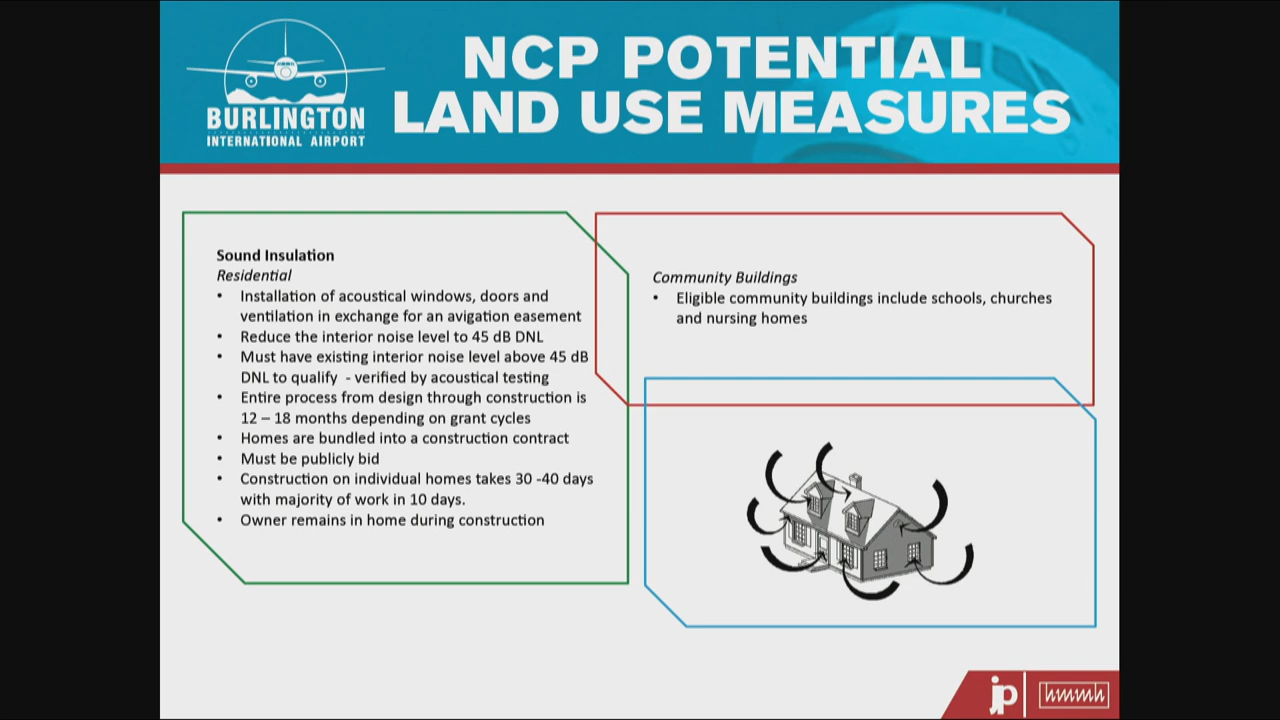 BURLINGTON
INTERNATIONAL AIRPORT
NCP POTENTIAL
LAND USE MEASURES
Sound Insulation
Residential
• Installation of acoustical windows, doors and
ventilation in exchange for an avigation easement
• Reduce the interior noise level to 45 dB DNL
• Must have existing interior noise level above 45 dB
DNL to qualify - verified by acoustical testing
• Entire process from design through construction is
12 – 18 months depending on grant cycles
• Homes are bundled into a construction contract
• Must be publicly bid
• Construction on individual homes takes 30 -40 days
with majority of work in 10 days.
• Owner remains in home during construction
Community Buildings
• Eligible community buildings include schools, churches
and nursing homes
jp
hmmh